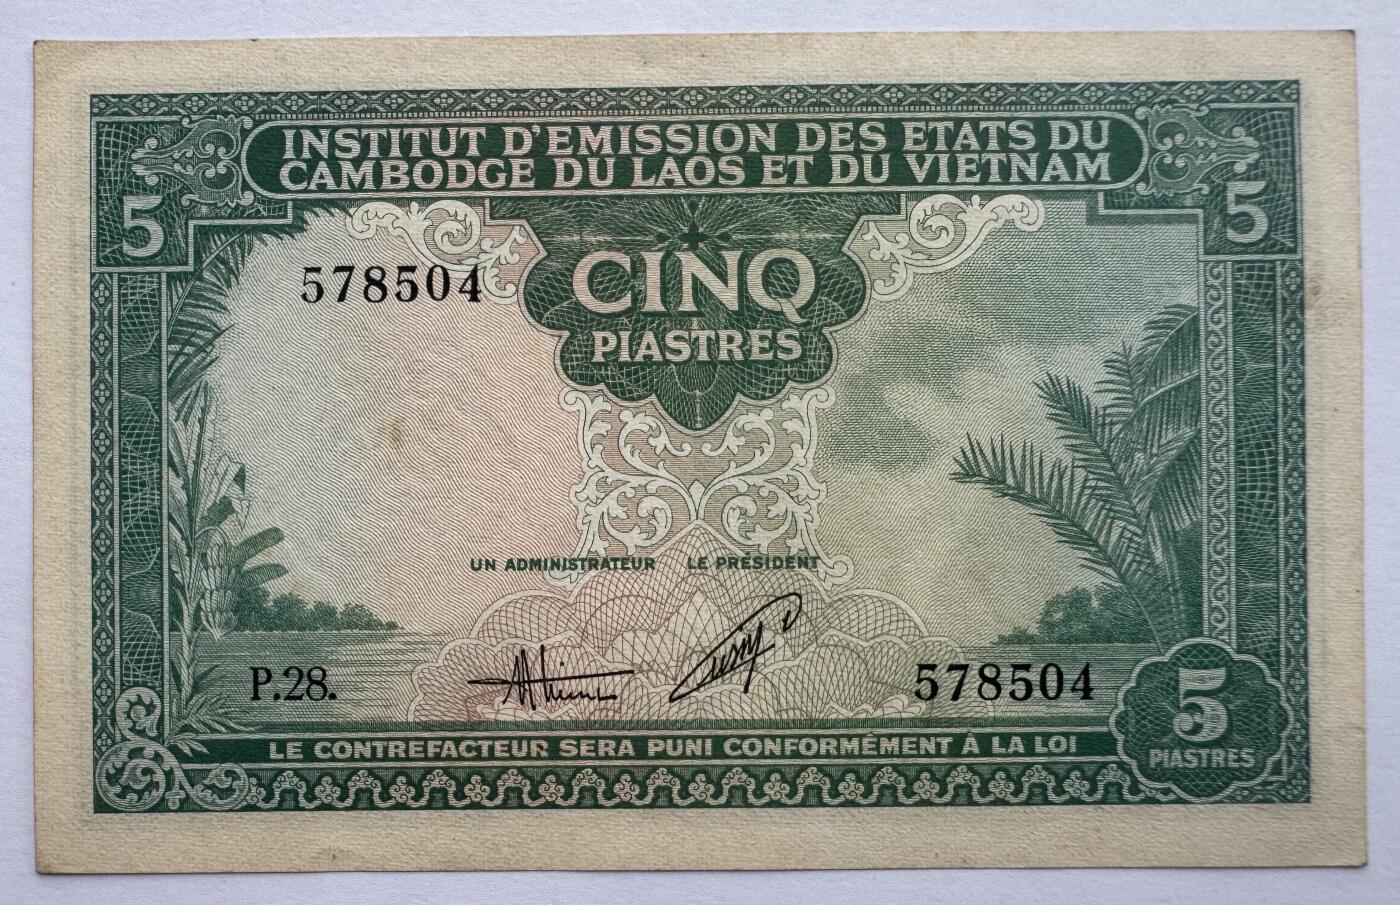 INSTITUT D'EMISSION DES ETATS DU
CAMBODGE DU LAOS ET DU VIETNAM
5
5
578504
CINQ
PIASTRES
UN ADMINISTRATEUR LE PRÉSIDENT
P.28.
578504
5
PIASTRES
LE CONTREFACTEUR SERA PUNI CONFORMÉMENT À LA LOI